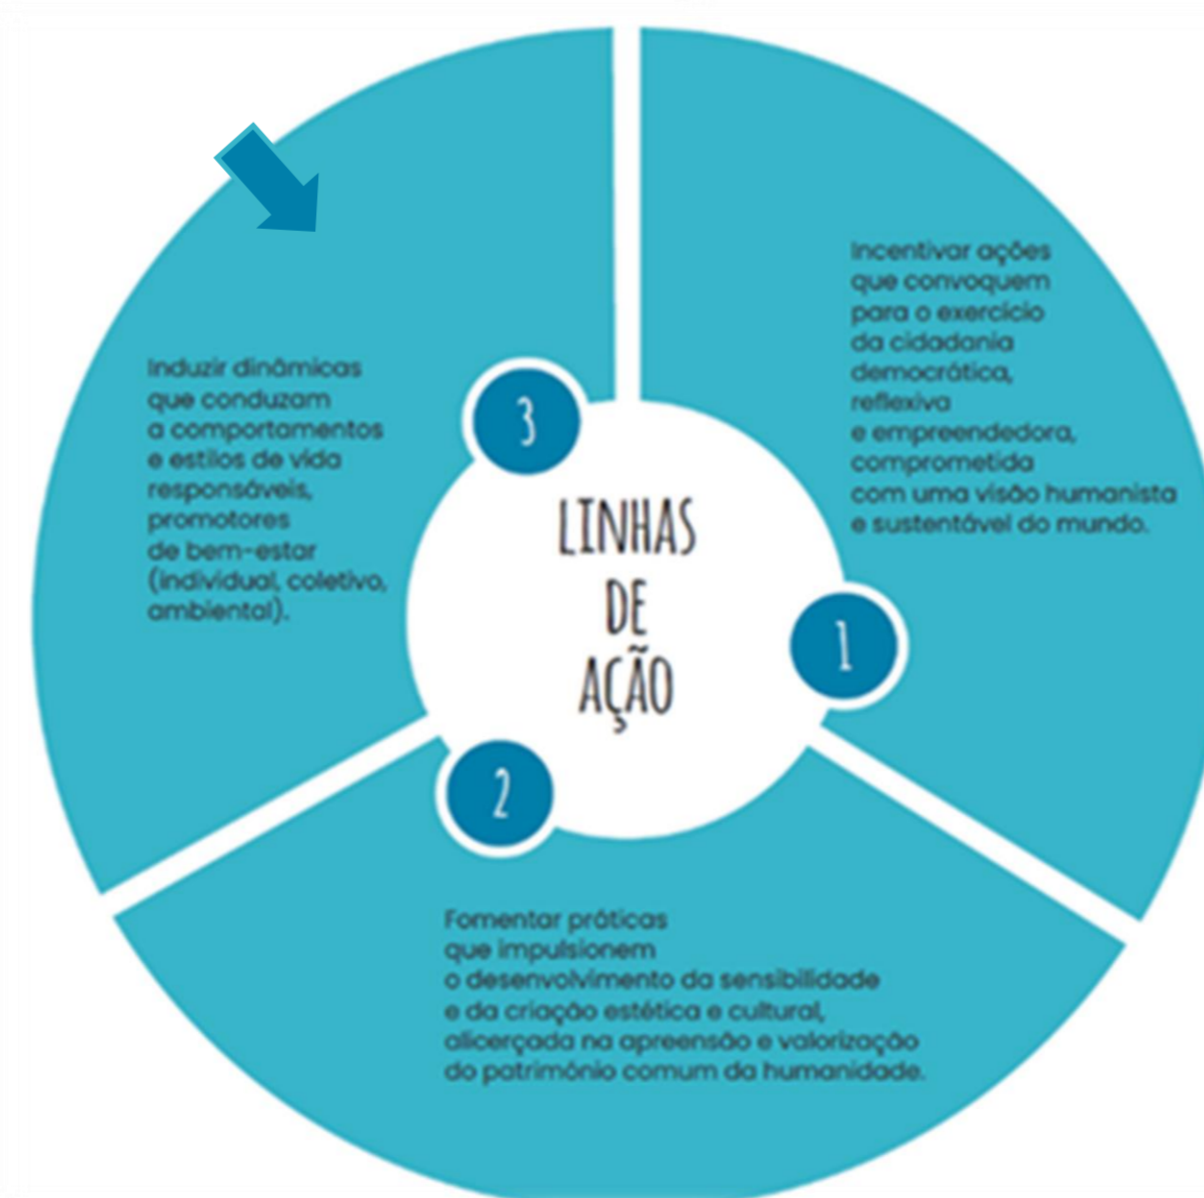 LINHAS
DE
AÇÃO
1
Incentivar ações
que convoquem
para o exercício
da cidadania
democrática,
reflexiva
e empreendedora,
comprometida
com uma visão humanista
e sustentável do mundo.
2
Fomentar práticas
que impulsionem
o desenvolvimento da sensibilidade
e da criação estética e cultural,
alicerçada na apreensão e valorização
do património comum da humanidade.
3
Induzir dinâmicas
que conduzam
a comportamentos
e estilos de vida
responsáveis,
promotores
de bem-estar
(individual, coletivo,
ambiental).